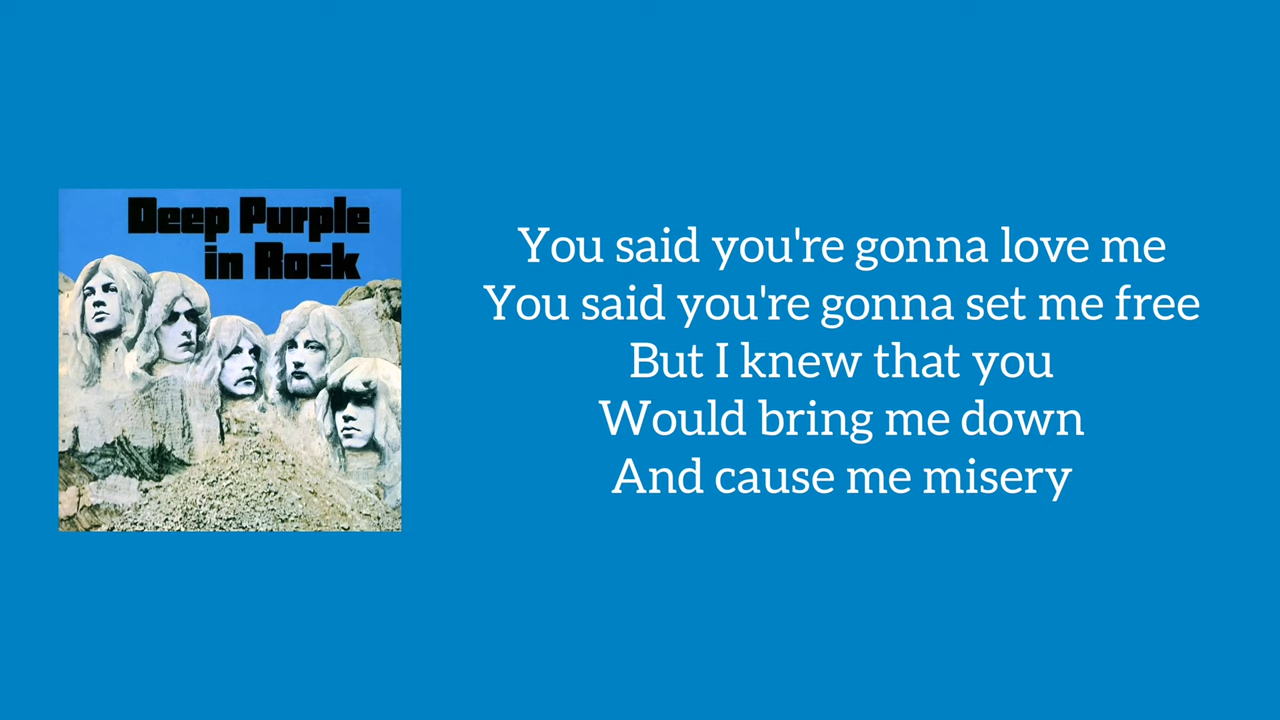 Deep Purple
in Rock
You said you're gonna love me
You said you're gonna set me free
But I knew that you
Would bring me down
And cause me misery